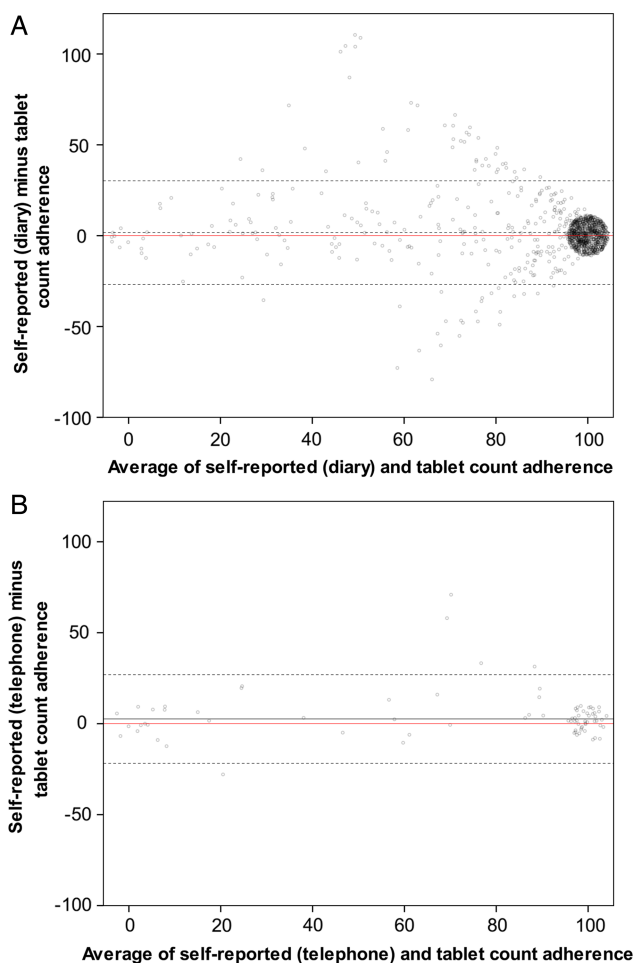 A
Self-reported (diary) minus tablet
count adherence
100
50
0
-50
-100
0 20 40 60 80 100
Average of self-reported (diary) and tablet count adherence
B
Self-reported (telephone) minus
tablet count adherence
100
50
0
-50
-100
0 20 40 60 80 100
Average of self-reported (telephone) and tablet count adherence